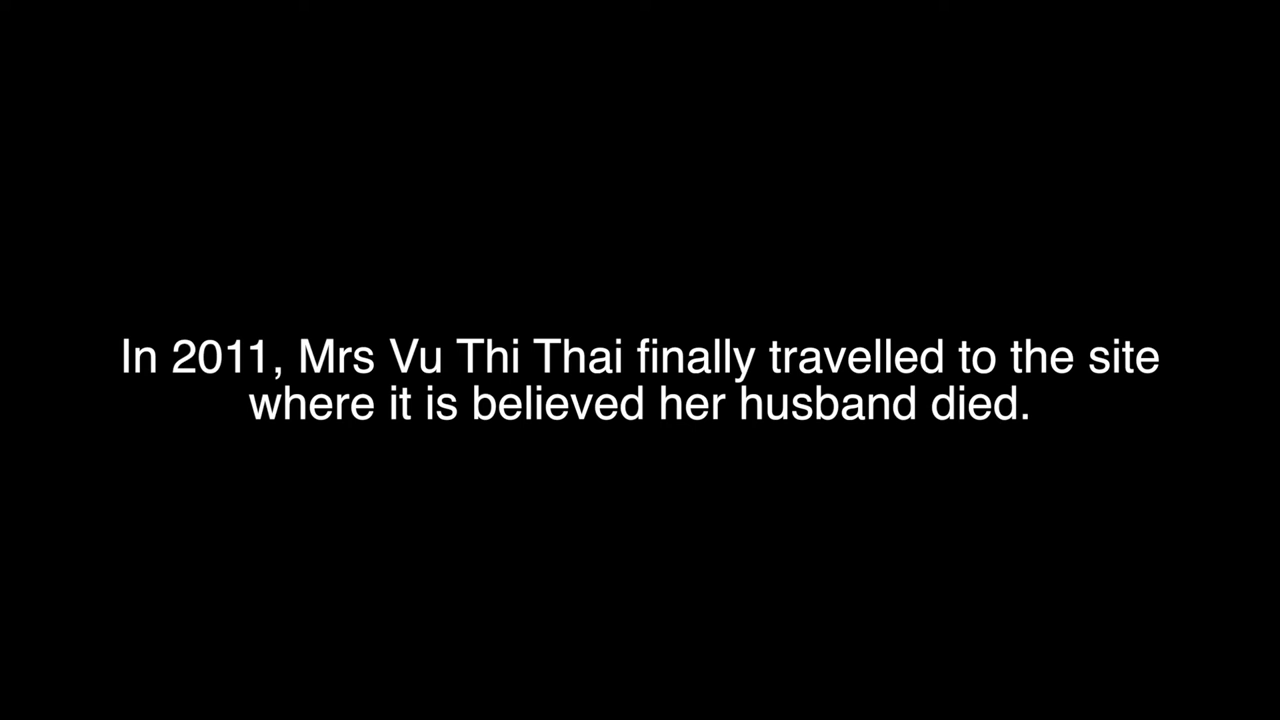 In 2011, Mrs Vu Thi Thai finally travelled to the site
where it is believed her husband died.